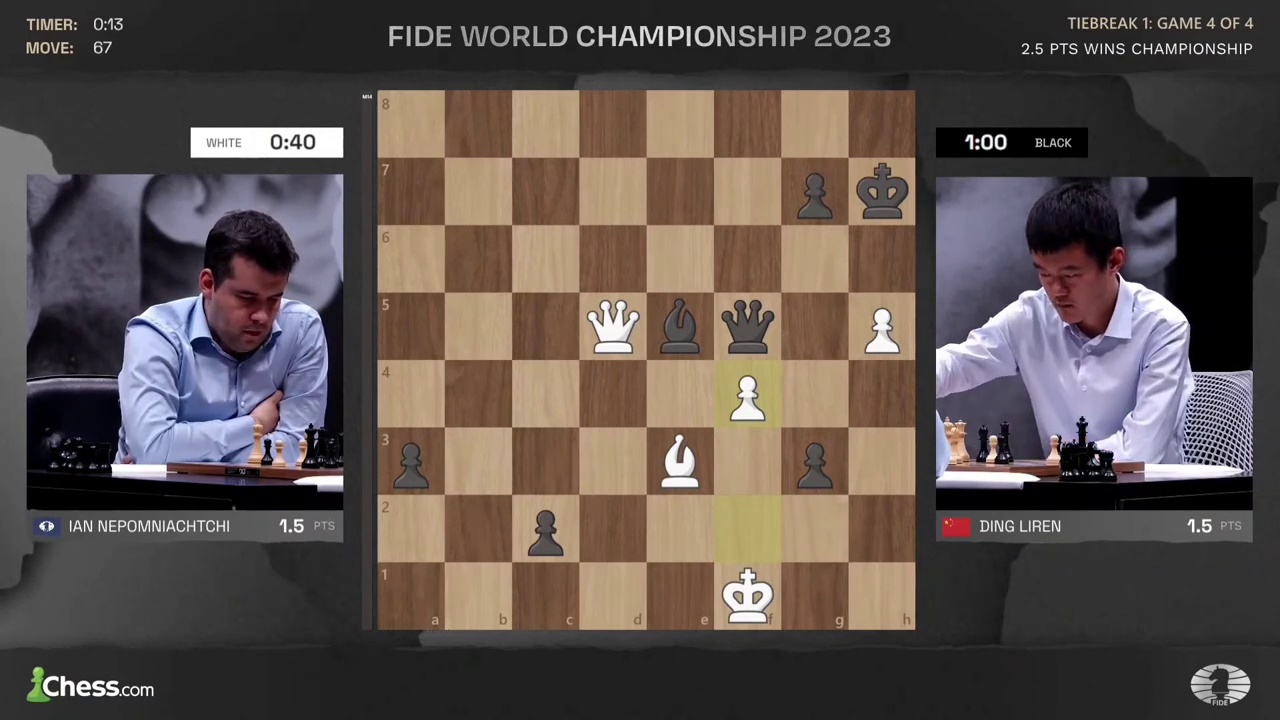 TIMER: 0:13
MOVE: 67
FIDE WORLD CHAMPIONSHIP 2023
TIEBREAK 1: GAME 4 OF 4
2.5 PTS WINS CHAMPIONSHIP
WHITE 0:40
1:00 BLACK
M14
8
7
6
5
4
3
2
1
a b c d e f g h
IAN NEPOMNIACHTCHI 1.5 PTS
DING LIREN 1.5 PTS
Chess.com
FIDE